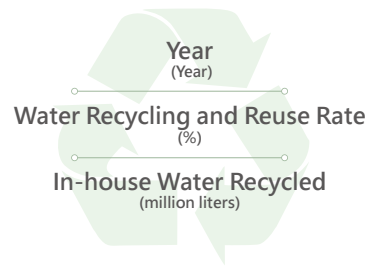 Year
(Year)
Water Recycling and Reuse Rate
(%)
In-house Water Recycled
(million liters)